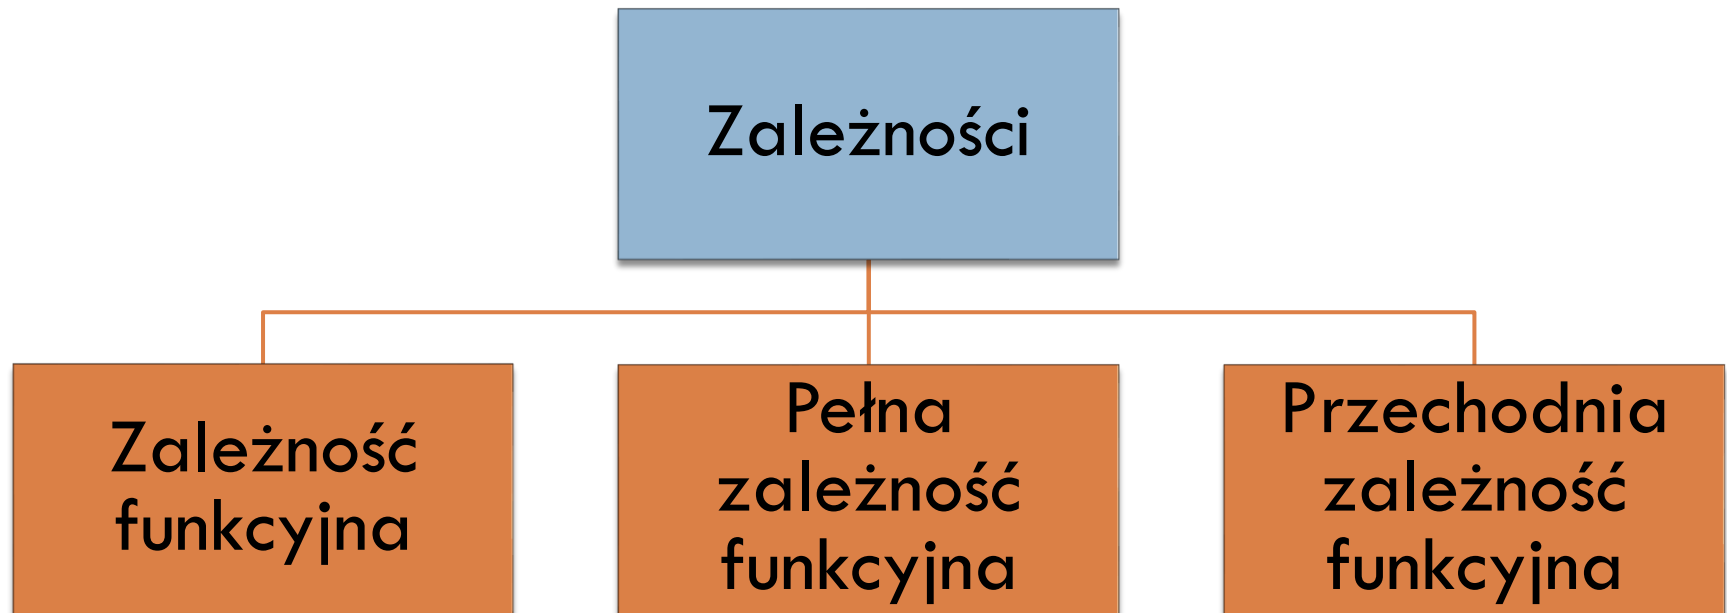 Zależności
Zależność
funkcyjna
Pełna
zależność
funkcyjna
Przechodnia
zależność
funkcyjna